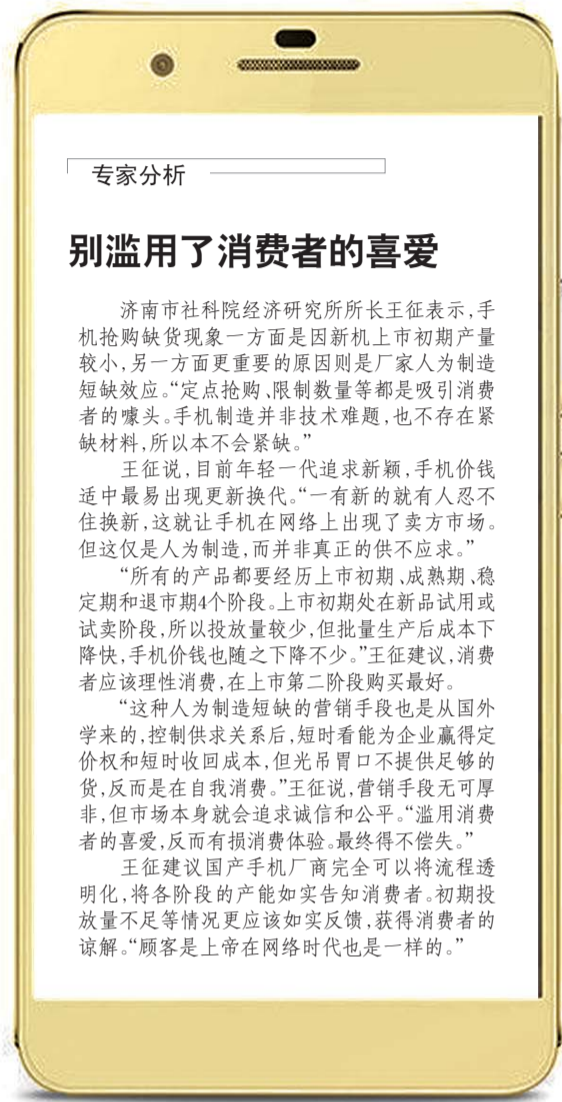 专家分析
别滥用了消费者的喜爱
济南市社科院经济研究所所长王征表示,手
机抢购缺货现象一方面是因新机上市初期产量
较小,另一方面更重要的原因则是厂家人为制造
短缺效应。“定点抢购、限制数量等都是吸引消费
者的噱头。手机制造并非技术难题,也不存在紧
缺材料,所以本不会紧缺。”
王征说,目前年轻一代追求新颖,手机价钱
适中最易出现更新换代。“一有新的就有人忍不
住换新,这就让手机在网络上出现了卖方市场。
但这仅是人为制造,而并非真正的供不应求。”
“所有的产品都要经历上市初期、成熟期、稳
定期和退市期4个阶段。上市初期处在新品试用或
试卖阶段,所以投放量较少,但批量生产后成本下
降快,手机价钱也随之下降不少。”王征建议,消费
者应该理性消费,在上市第二阶段购买最好。
“这种人为制造短缺的营销手段也是从国外
学来的,控制供求关系后,短时看能为企业赢得定
价权和短时收回成本,但光吊胃口不提供足够的
货,反而是在自我消费。”王征说,营销手段无可厚
非,但市场本身就会追求诚信和公平。“滥用消费
者的喜爱,反而有损消费体验。最终得不偿失。”
王征建议国产手机厂商完全可以将流程透
明化,将各阶段的产能如实告知消费者。初期投
放量不足等情况更应该如实反馈,获得消费者的
谅解。“顾客是上帝在网络时代也是一样的。”